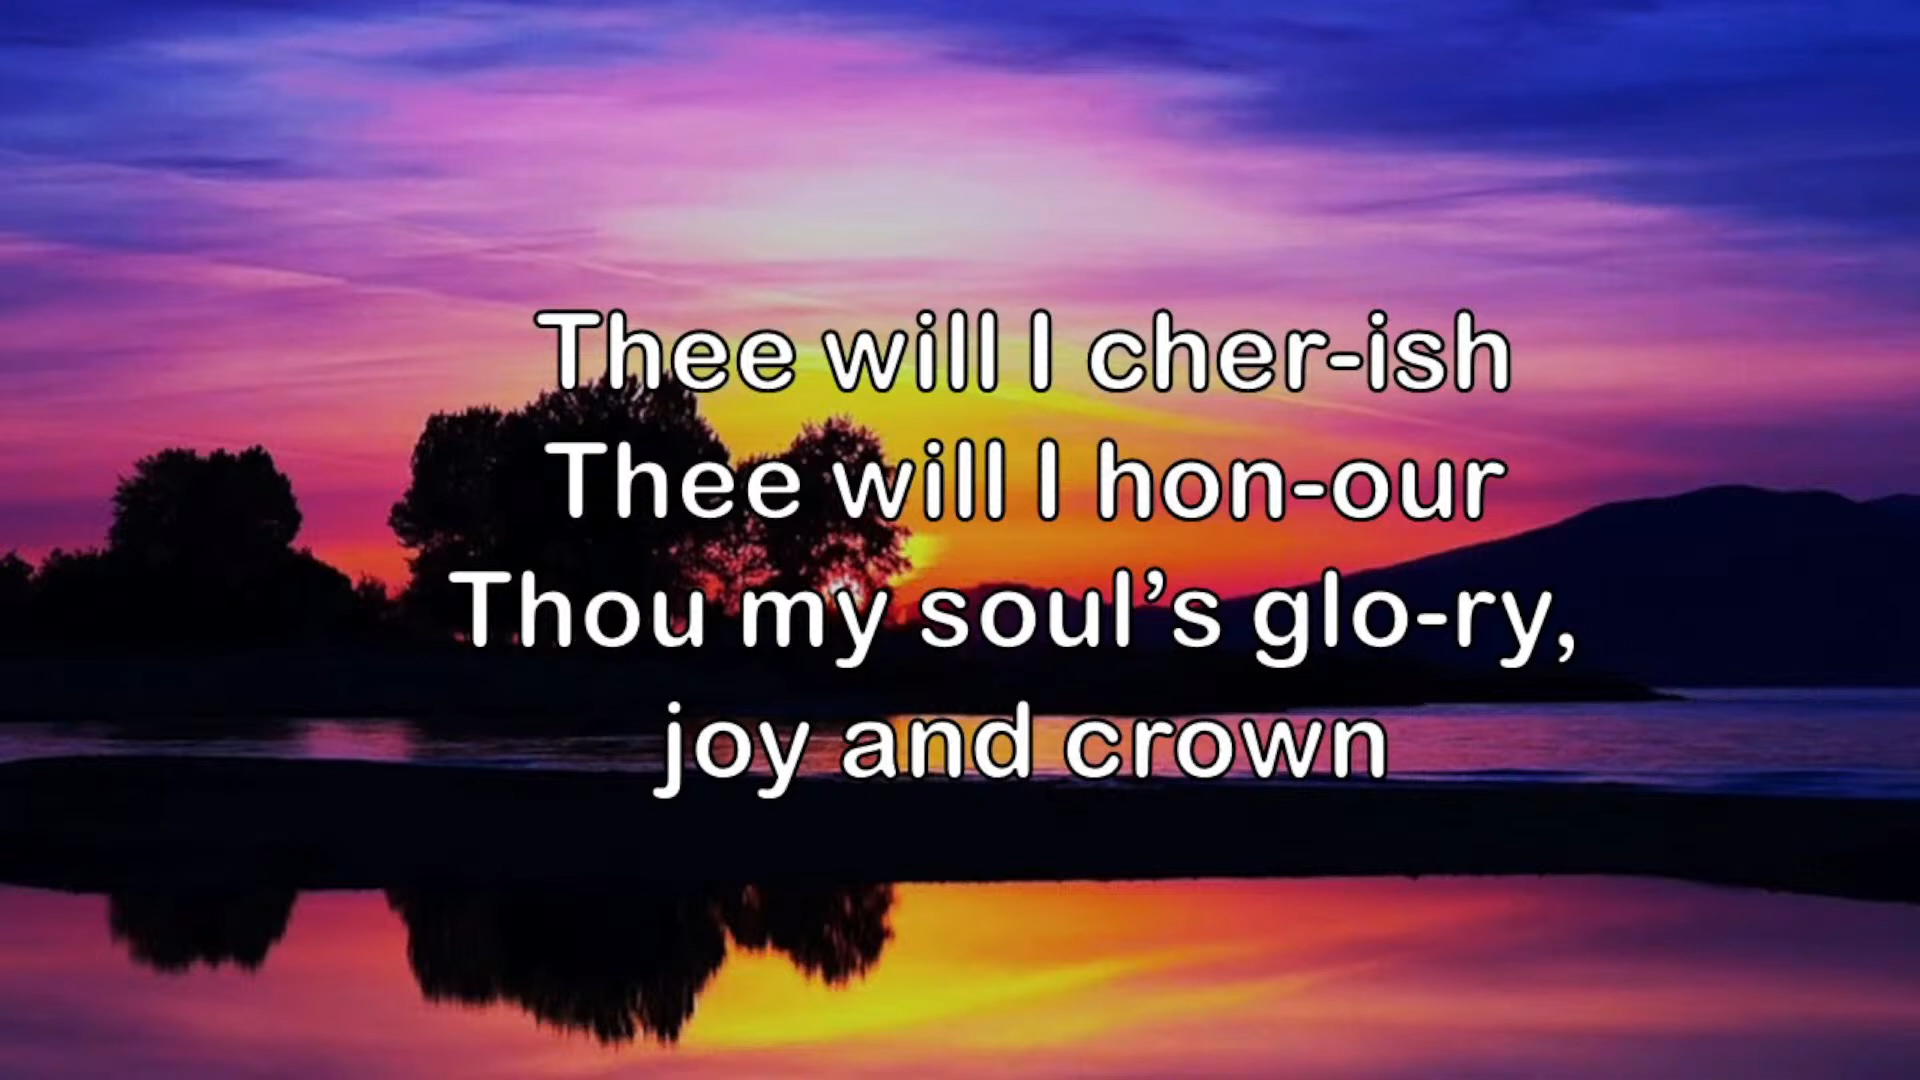 Thee will I cher-ish
Thee will I hon-our
Thou my soul’s glo-ry,
joy and crown